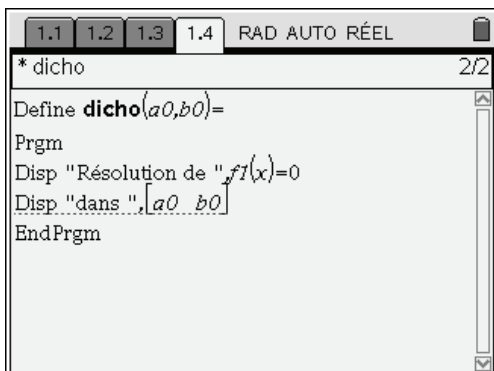 1.1 1.2 1.3 1.4 RAD AUTO RÉEL
* dicho 2/2
Define dicho(a0,b0)=
Prgm
Disp "Résolution de ",f1(x)=0
Disp "dans ",[a0 b0]
EndPrgm